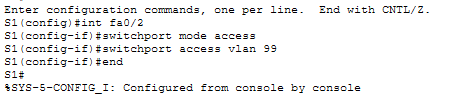 Enter configuration commands, one per line.  End with CNTL/Z.
S1(config)#int fa0/2
S1(config-if)#switchport mode access
S1(config-if)#switchport access vlan 99
S1(config-if)#end
S1#
%SYS-5-CONFIG_I: Configured from console by console